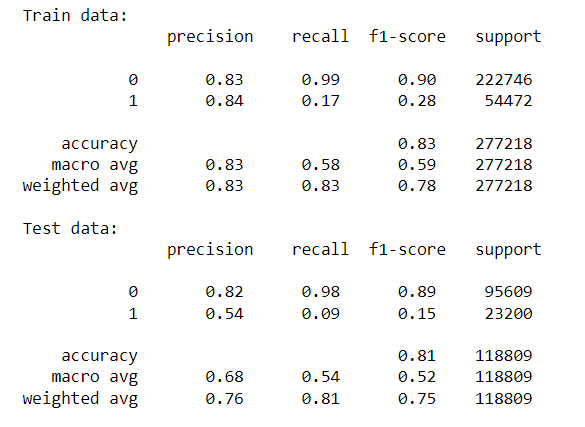 Train data:
precision recall f1-score support
0 0.83 0.99 0.90 222746
1 0.84 0.17 0.28 54472
accuracy 0.83 277218
macro avg 0.83 0.58 0.59 277218
weighted avg 0.83 0.83 0.78 277218
Test data:
precision recall f1-score support
0 0.82 0.98 0.89 95609
1 0.54 0.09 0.15 23200
accuracy 0.81 118809
macro avg 0.68 0.54 0.52 118809
weighted avg 0.76 0.81 0.75 118809